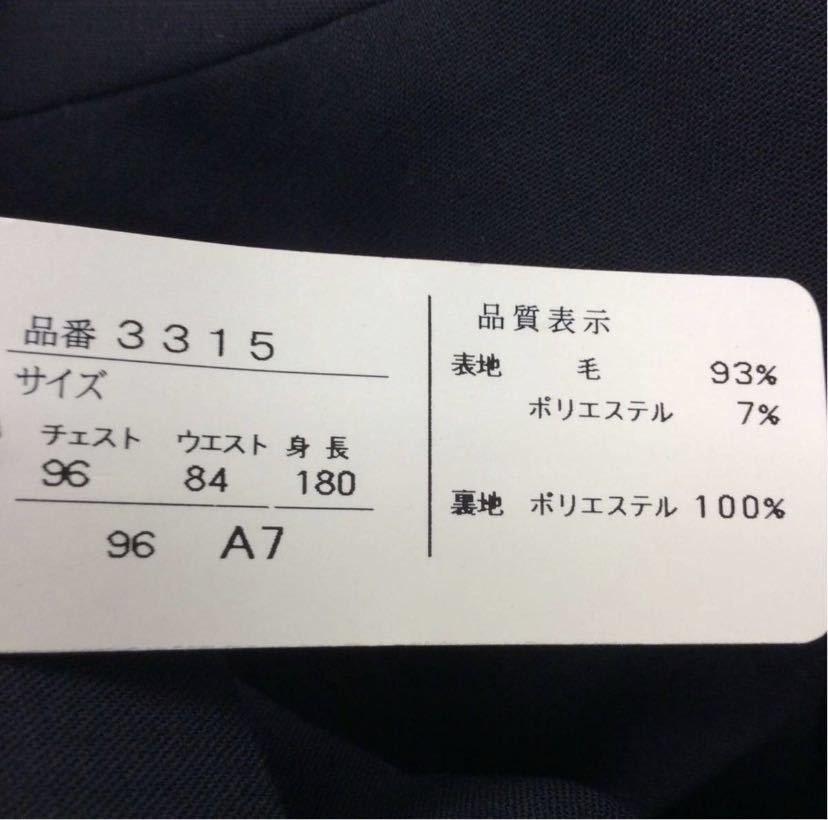 品番 3315
サイズ
チェスト ウエスト 身長
96 84 180
96 A7
品質表示
表地 毛 93%
ポリエステル 7%
裏地 ポリエステル 100%